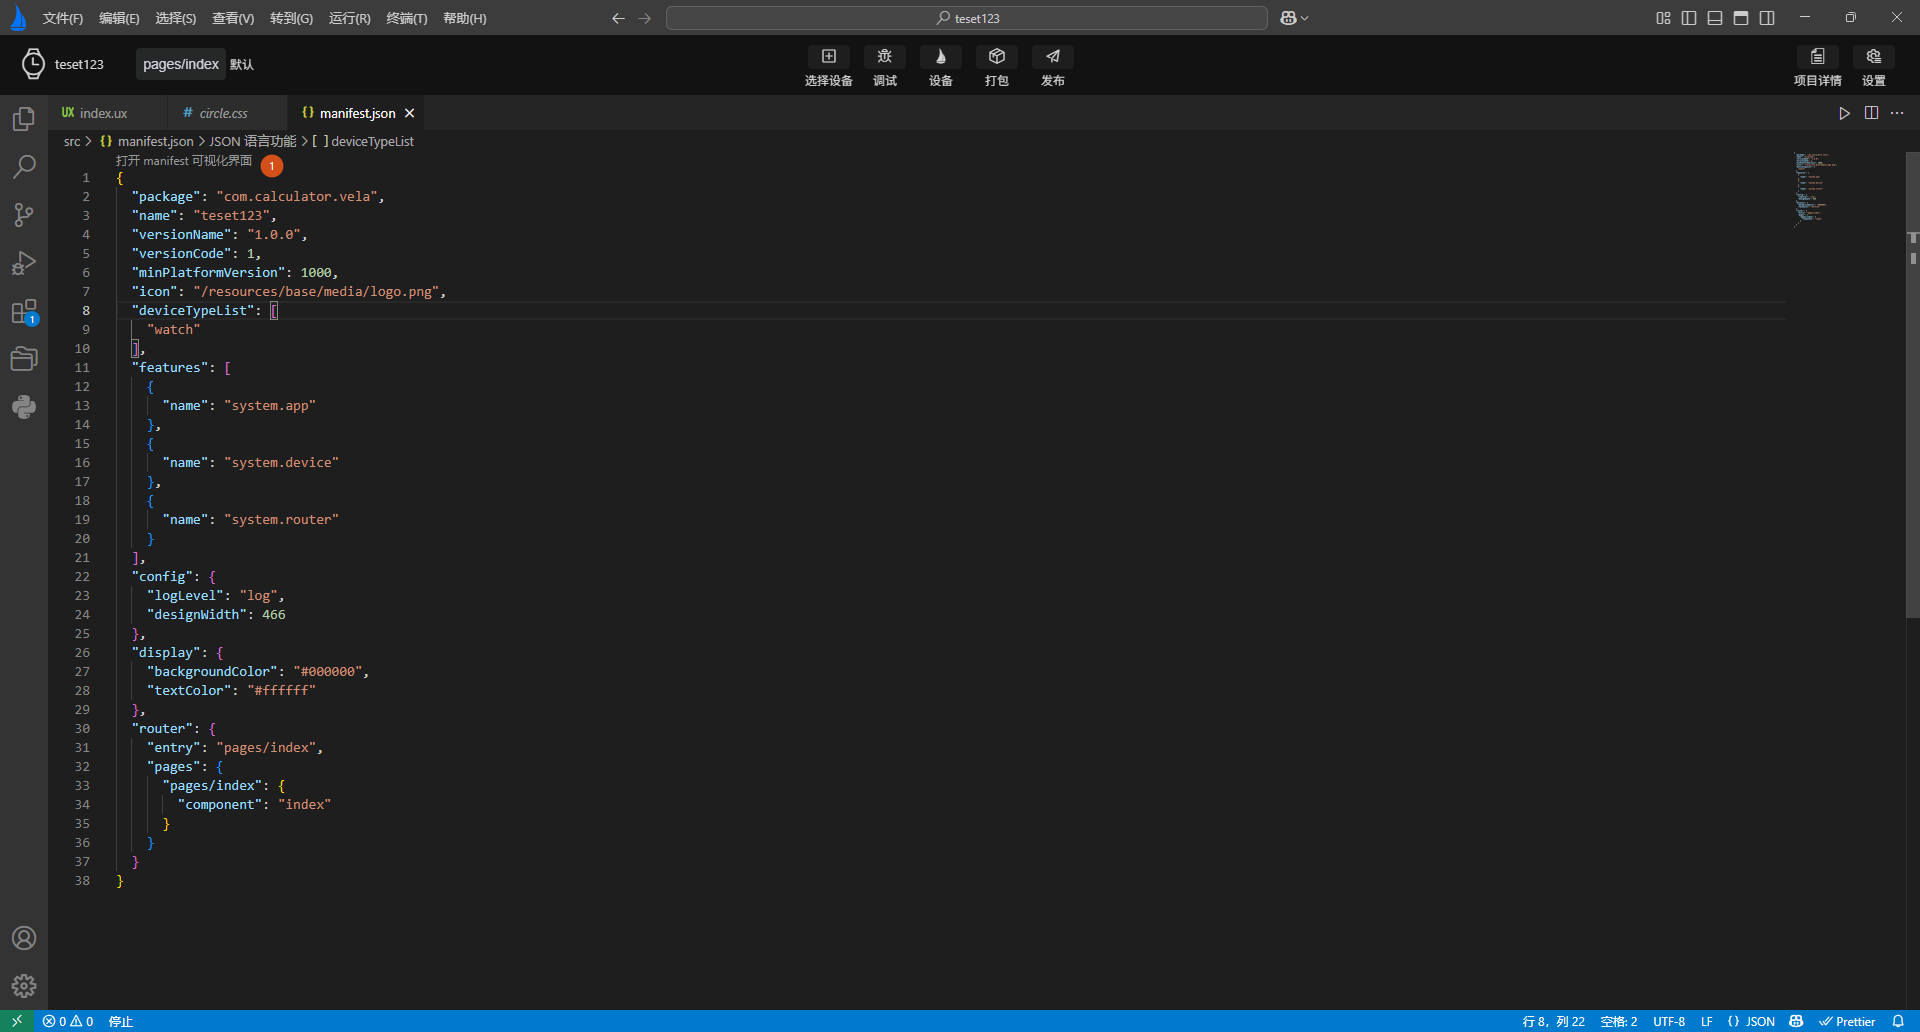 文件(F) 编辑(E) 选择(S) 查看(V) 转到(G) 运行(R) 终端(T) 帮助(H) teset123
teset123 pages/index 默认 选择设备 调试 设备 打包 发布 项目详情 设置
UX index.ux # circle.css {} manifest.json
src > {} manifest.json > JSON 语言功能 > [ ] deviceTypeList
打开 manifest 可视化界面 1
1 {
2 "package": "com.calculator.vela",
3 "name": "teset123",
4 "versionName": "1.0.0",
5 "versionCode": 1,
6 "minPlatformVersion": 1000,
7 "icon": "/resources/base/media/logo.png",
8 "deviceTypeList": [
9 "watch"
10 ],
11 "features": [
12 {
13 "name": "system.app"
14 },
15 {
16 "name": "system.device"
17 },
18 {
19 "name": "system.router"
20 }
21 ],
22 "config": {
23 "logLevel": "log",
24 "designWidth": 466
25 },
26 "display": {
27 "backgroundColor": "#000000",
28 "textColor": "#ffffff"
29 },
30 "router": {
31 "entry": "pages/index",
32 "pages": {
33 "pages/index": {
34 "component": "index"
35 }
36 }
37 }
38 }
1
0 0 停止 行 8，列 22 空格: 2 UTF-8 LF {} JSON Prettier